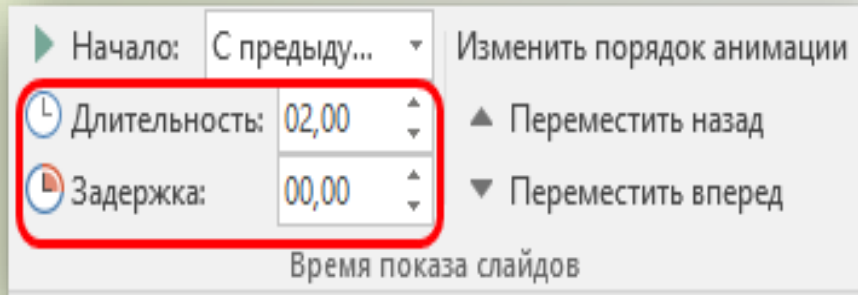 Начало: С предыду... Изменить порядок анимации
Длительность: 02,00 Переместить назад
Задержка: 00,00 Переместить вперед
Время показа слайдов